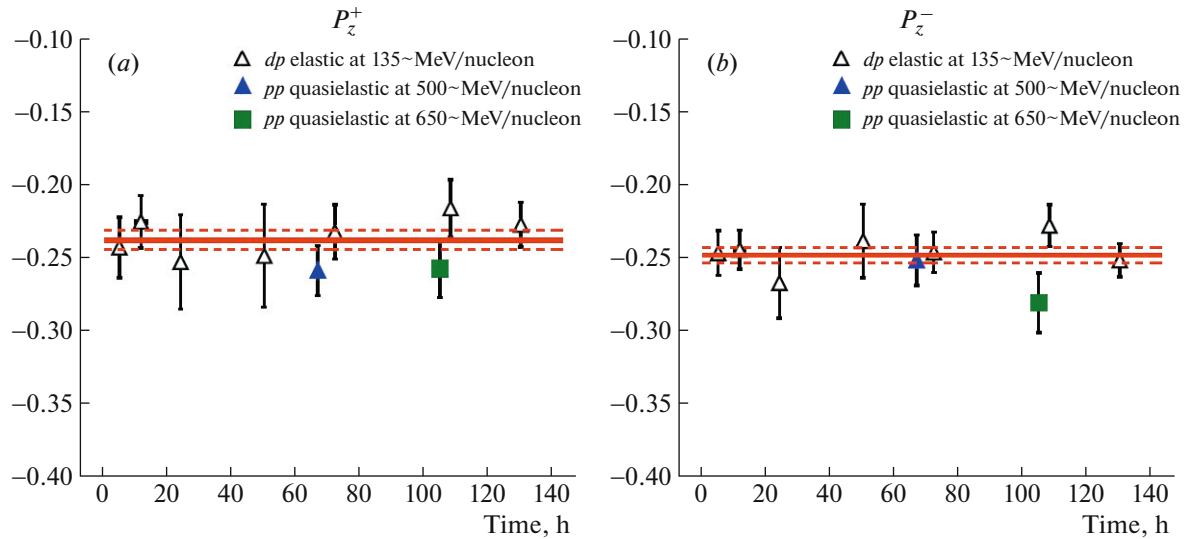 P_z^+
−0.10
(a)
dp elastic at 135~MeV/nucleon
pp quasielastic at 500~MeV/nucleon
pp quasielastic at 650~MeV/nucleon
−0.15
−0.20
−0.25
−0.30
−0.35
−0.40
0 20 40 60 80 100 120 140
Time, h
P_z^−
−0.10
(b)
dp elastic at 135~MeV/nucleon
pp quasielastic at 500~MeV/nucleon
pp quasielastic at 650~MeV/nucleon
−0.15
−0.20
−0.25
−0.30
−0.35
−0.40
0 20 40 60 80 100 120 140
Time, h